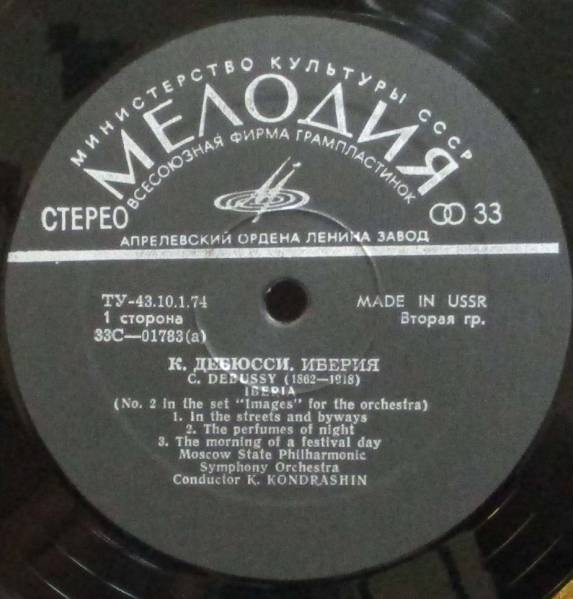 МИНИСТЕРСТВО КУЛЬТУРЫ СССР
МЕЛОДИЯ
ВСЕСОЮЗНАЯ ФИРМА ГРАМПЛАСТИНОК
СТЕРЕО
33
АПРЕЛЕВСКИЙ ОРДЕНА ЛЕНИНА ЗАВОД
ТУ-43.10.1.74
MADE IN USSR
1 сторона
Вторая гр.
33С—01783(а)
К. ДЕБЮССИ. ИБЕРИЯ
C. DEBUSSY (1862—1918)
IBERIA
(No. 2 in the set "Images" for the orchestra)
1. In the streets and byways
2. The perfumes of night
3. The morning of a festival day
Moscow State Philharmonic
Symphony Orchestra
Conductor K. KONDRASHIN